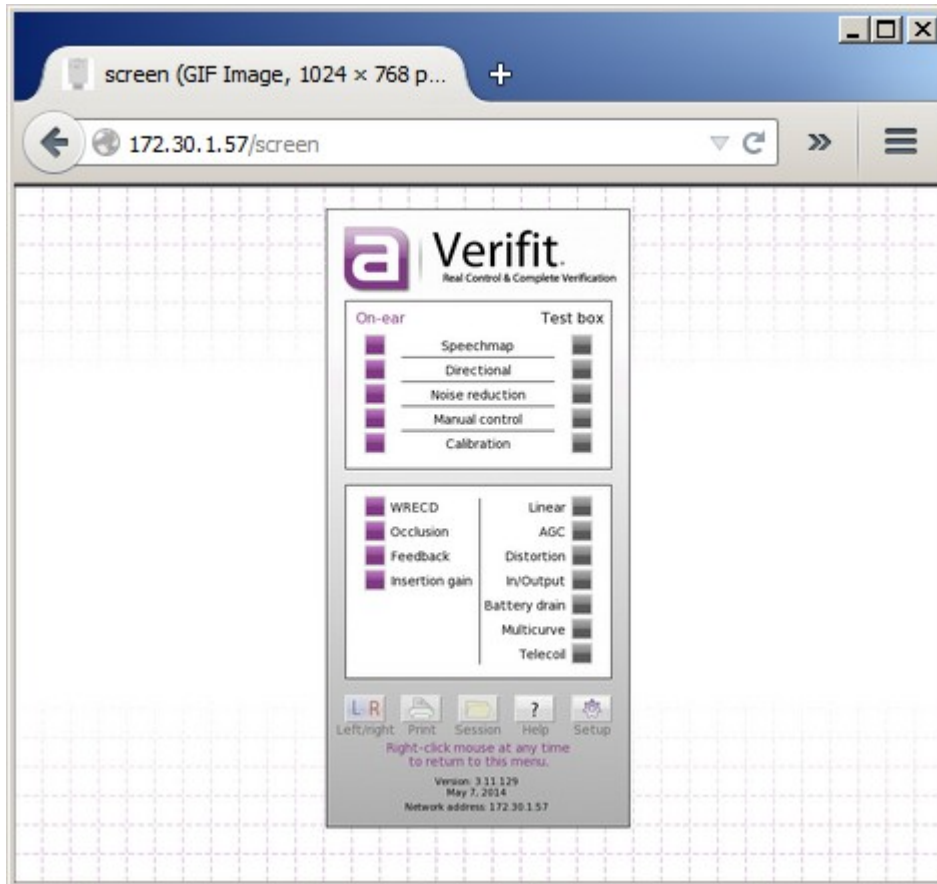 screen (GIF Image, 1024 × 768 p...
172.30.1.57/screen
a Verifit
Real Control & Complete Verification
On-ear Test box
Speechmap
Directional
Noise reduction
Manual control
Calibration
WRECD Linear
Occlusion AGC
Feedback Distortion
Insertion gain In/Output
Battery drain
Multicurve
Telecoil
L R ?
Left/right Print Session Help Setup
Right-click mouse at any time
to return to this menu.
Version: 3.11.129
May 7, 2014
Network address: 172.30.1.57